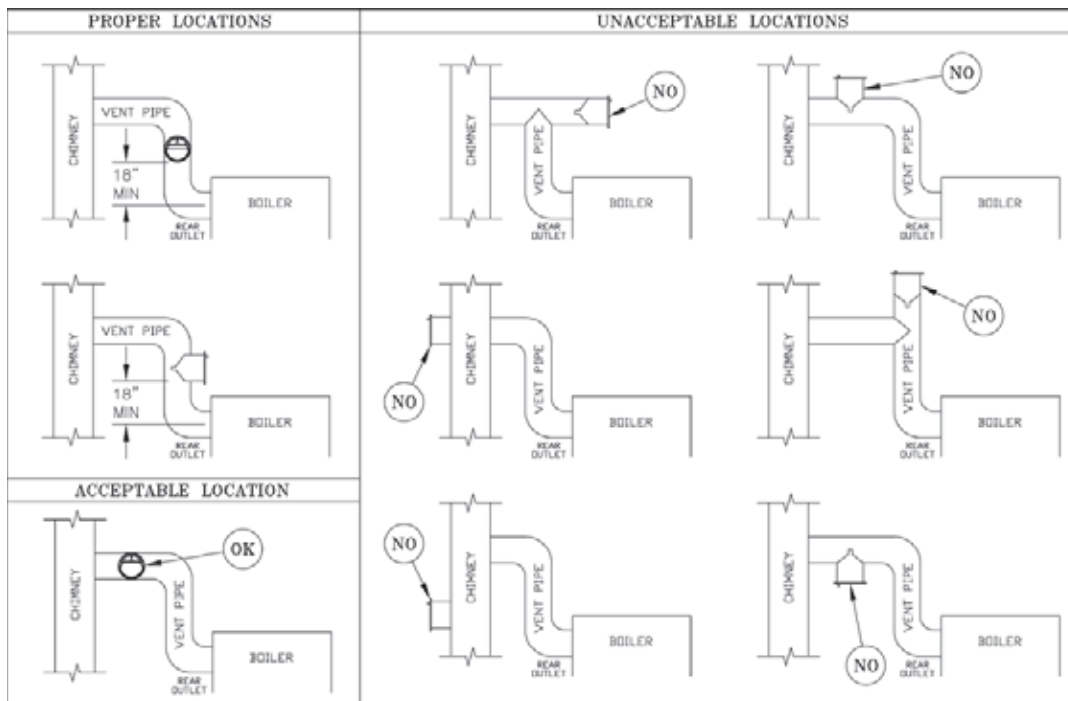 PROPER LOCATIONS
CHIMNEY
VENT PIPE
18"
MIN
BOILER
REAR
OUTLET
CHIMNEY
VENT PIPE
18"
MIN
BOILER
REAR
OUTLET
ACCEPTABLE LOCATION
CHIMNEY
OK
VENT PIPE
BOILER
REAR
OUTLET
UNACCEPTABLE LOCATIONS
CHIMNEY
NO
VENT PIPE
BOILER
REAR
OUTLET
CHIMNEY
NO
VENT PIPE
BOILER
REAR
OUTLET
NO
CHIMNEY
VENT PIPE
BOILER
REAR
OUTLET
CHIMNEY
NO
VENT PIPE
BOILER
REAR
OUTLET
NO
CHIMNEY
VENT PIPE
BOILER
REAR
OUTLET
CHIMNEY
NO
VENT PIPE
BOILER
REAR
OUTLET